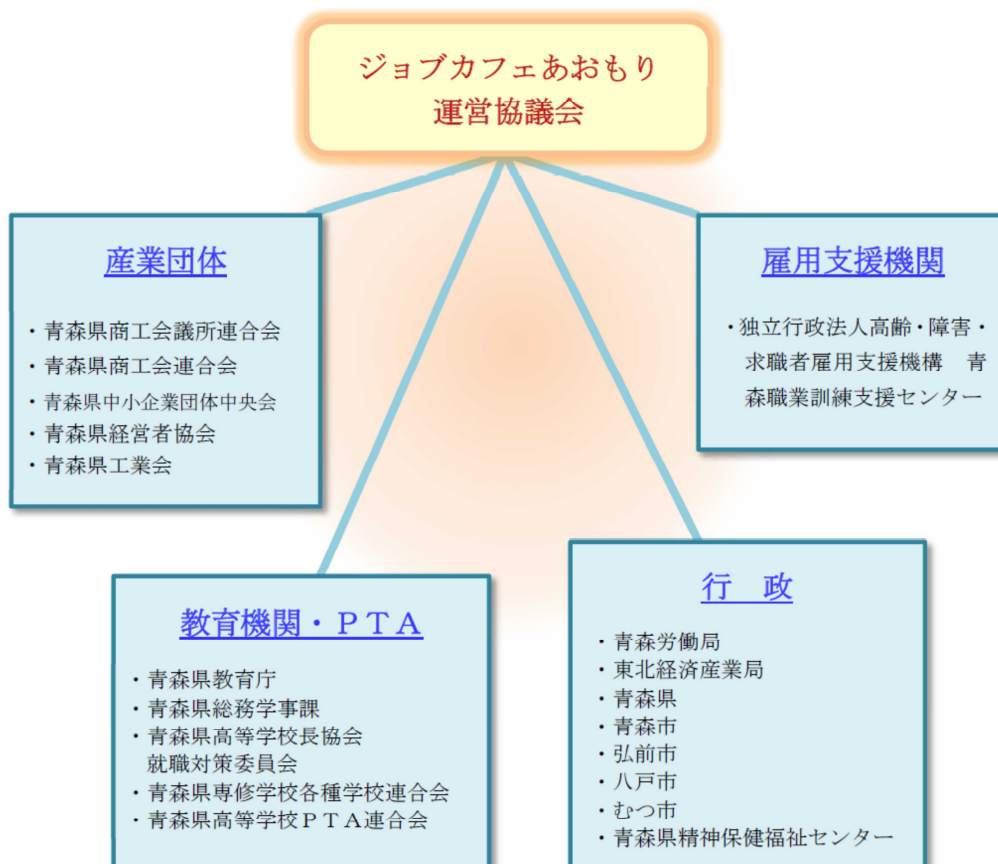 ジョブカフェあおもり
運営協議会
産業団体
・青森県商工会議所連合会
・青森県商工会連合会
・青森県中小企業団体中央会
・青森県経営者協会
・青森県工業会
雇用支援機関
・独立行政法人高齢・障害・
求職者雇用支援機構　青
森職業訓練支援センター
教育機関・ＰＴＡ
・青森県教育庁
・青森県総務学事課
・青森県高等学校長協会
就職対策委員会
・青森県専修学校各種学校連合会
・青森県高等学校ＰＴＡ連合会
行　政
・青森労働局
・東北経済産業局
・青森県
・青森市
・弘前市
・八戸市
・むつ市
・青森県精神保健福祉センター